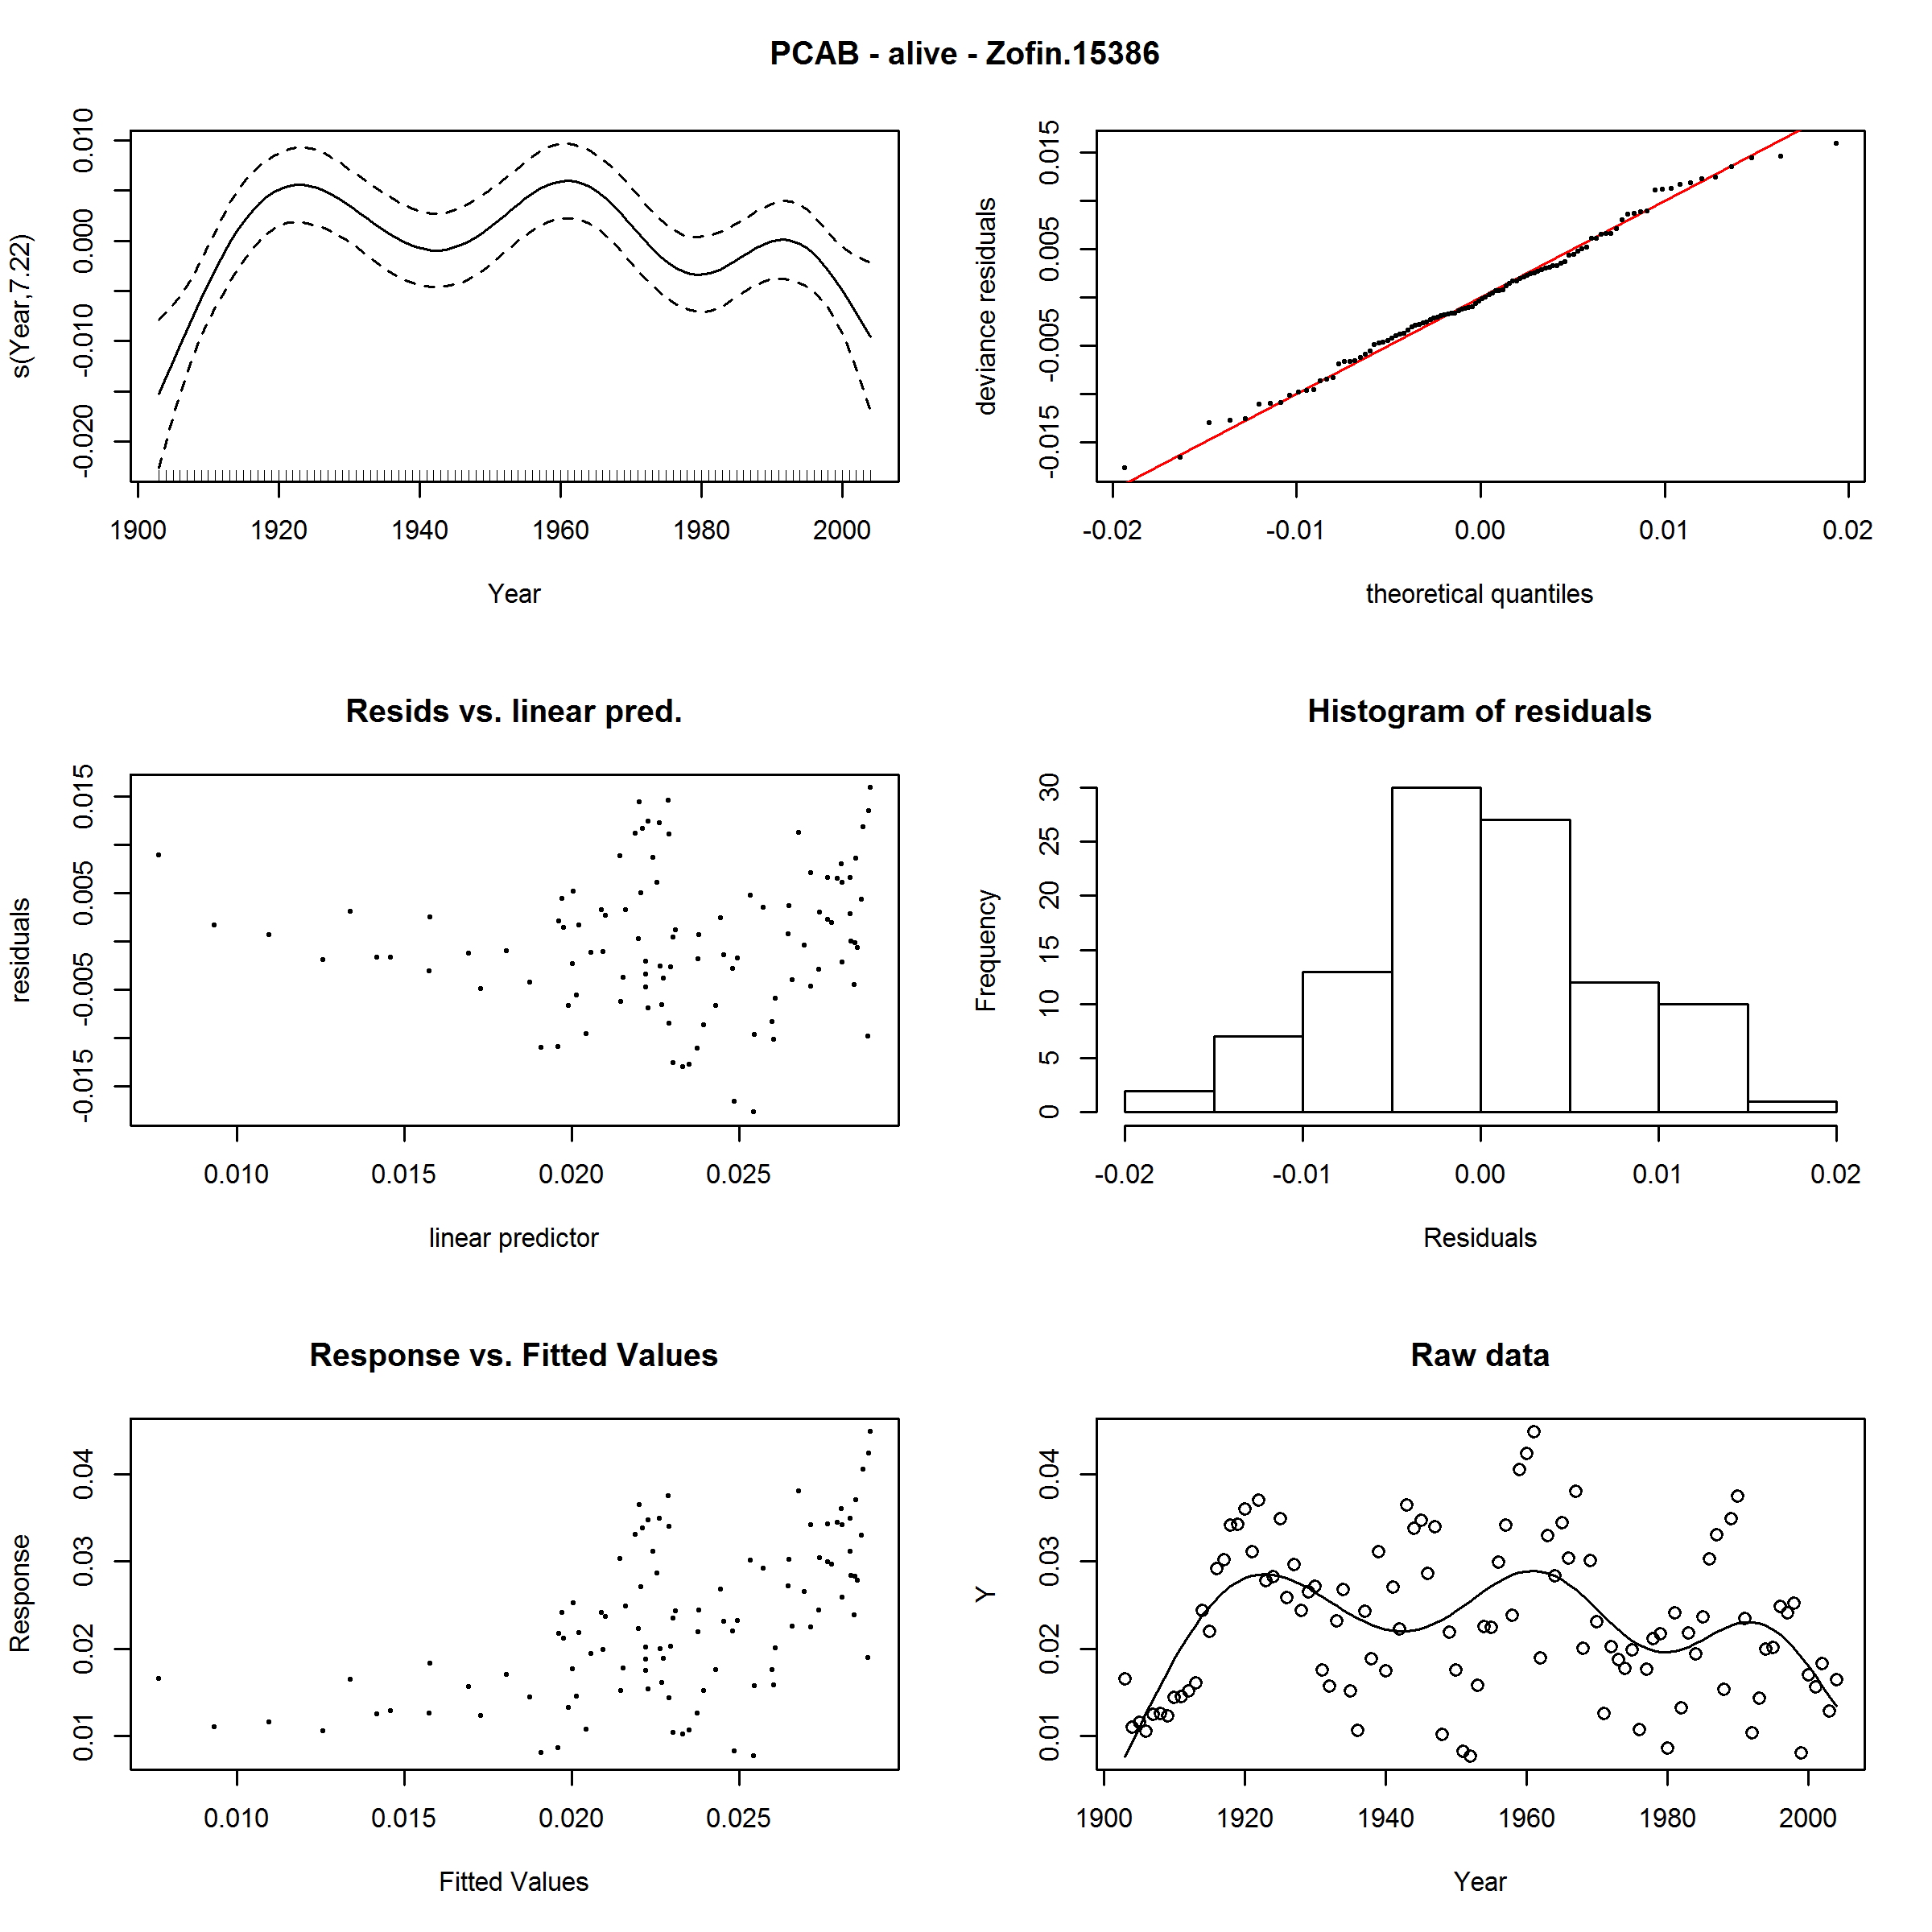 PCAB - alive - Zofin.15386
s(Year,7.22)
0.010
0.000
-0.010
-0.020
1900 1920 1940 1960 1980 2000
Year
deviance residuals
0.015
0.005
-0.005
-0.015
-0.02 -0.01 0.00 0.01 0.02
theoretical quantiles
Resids vs. linear pred.
residuals
0.015
0.005
-0.005
-0.015
0.010 0.015 0.020 0.025
linear predictor
Histogram of residuals
Frequency
30
25
20
15
10
5
0
-0.02 -0.01 0.00 0.01 0.02
Residuals
Response vs. Fitted Values
Response
0.04
0.03
0.02
0.01
0.010 0.015 0.020 0.025
Fitted Values
Raw data
Y
0.04
0.03
0.02
0.01
1900 1920 1940 1960 1980 2000
Year